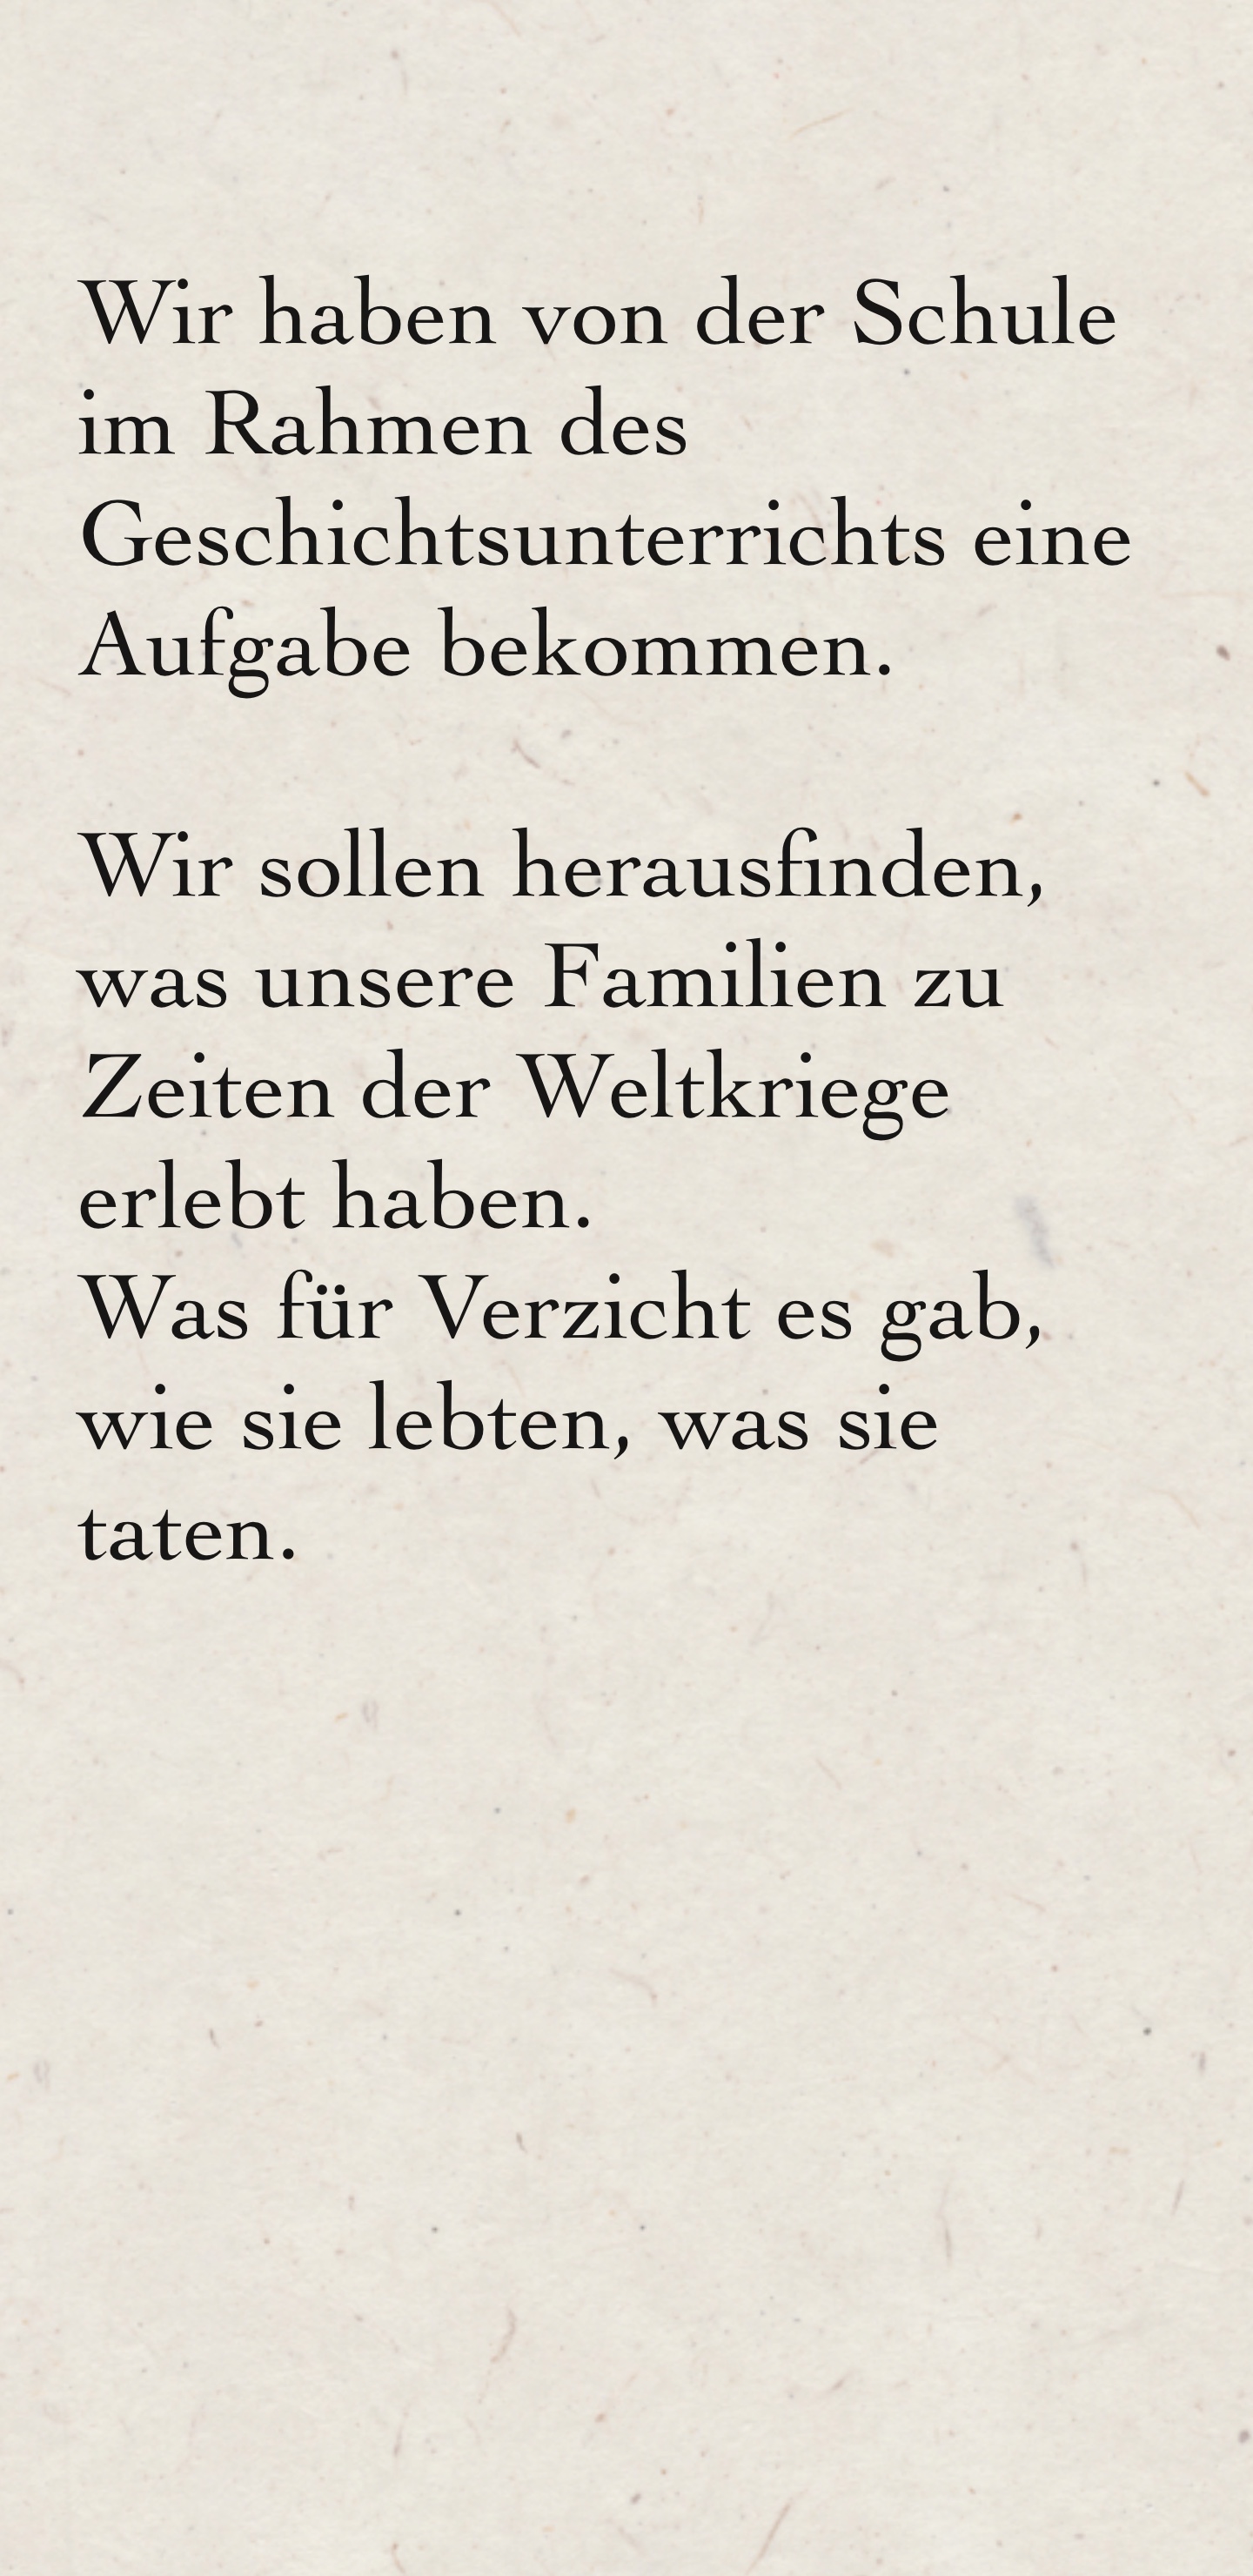 Wir haben von der Schule
im Rahmen des
Geschichtsunterrichts eine
Aufgabe bekommen.
Wir sollen herausfinden,
was unsere Familien zu
Zeiten der Weltkriege
erlebt haben.
Was für Verzicht es gab,
wie sie lebten, was sie
taten.